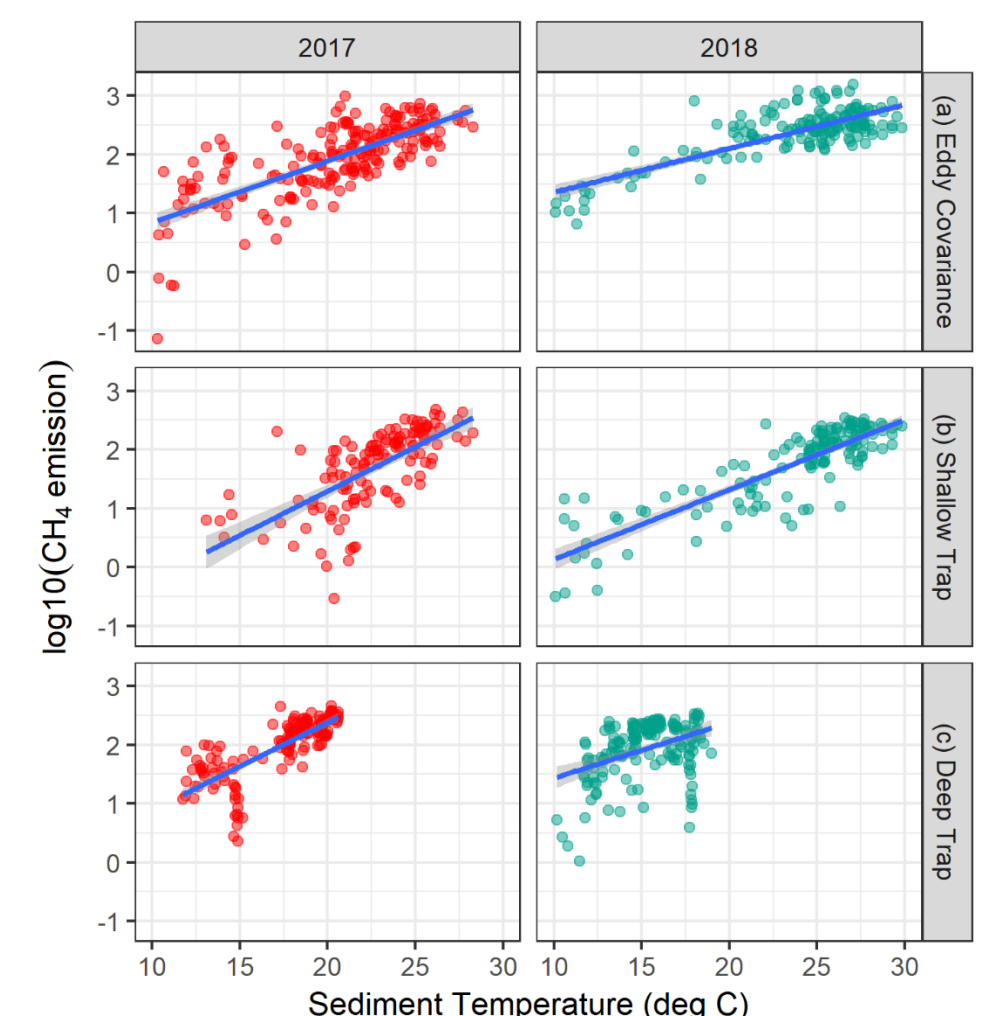 2017
2018
3
2
1
0
-1
(a) Eddy Covariance
log10(CH₄ emission)
3
2
1
0
-1
(b) Shallow Trap
3
2
1
0
-1
(c) Deep Trap
10 15 20 25 30
10 15 20 25 30
Sediment Temperature (deg C)